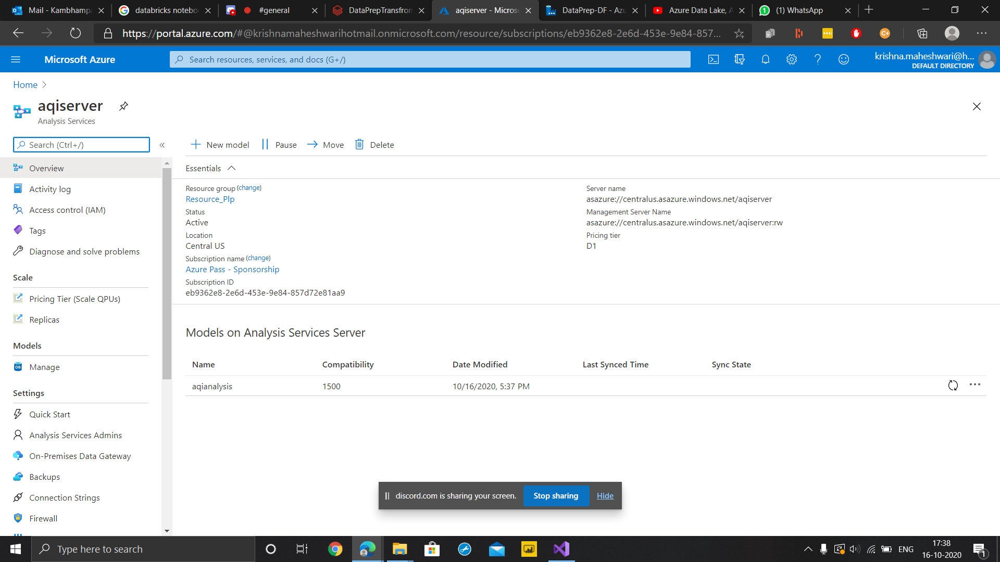 Mail - Kambhamp
databricks notebo
#general
DataPrepTransfrom
aqiserver - Micros
DataPrep-DF - Azu
Azure Data Lake, A
(1) WhatsApp
https://portal.azure.com/#@krishnamaheshwarihotmail.onmicrosoft.com/resource/subscriptions/eb9362e8-2e6d-453e-9e84-857...
Microsoft Azure
Search resources, services, and docs (G+/)
krishna.maheshwari@h...
DEFAULT DIRECTORY
Home
aqiserver
Analysis Services
Search (Ctrl+/)
New model
Pause
Move
Delete
Overview
Activity log
Access control (IAM)
Tags
Diagnose and solve problems
Scale
Pricing Tier (Scale QPUs)
Replicas
Models
Manage
Settings
Quick Start
Analysis Services Admins
On-Premises Data Gateway
Backups
Connection Strings
Firewall
Essentials
Resource group (change)
Resource_Plp
Status
Active
Location
Central US
Subscription name (change)
Azure Pass - Sponsorship
Subscription ID
eb9362e8-2e6d-453e-9e84-857d72e81aa9
Server name
asazure://centralus.asazure.windows.net/aqiserver
Management Server Name
asazure://centralus.asazure.windows.net/aqiserver:rw
Pricing tier
D1
Models on Analysis Services Server
Name Compatibility Date Modified Last Synced Time Sync State
aqianalysis 1500 10/16/2020, 5:37 PM
discord.com is sharing your screen. Stop sharing Hide
Type here to search
ENG
17:38
16-10-2020
1